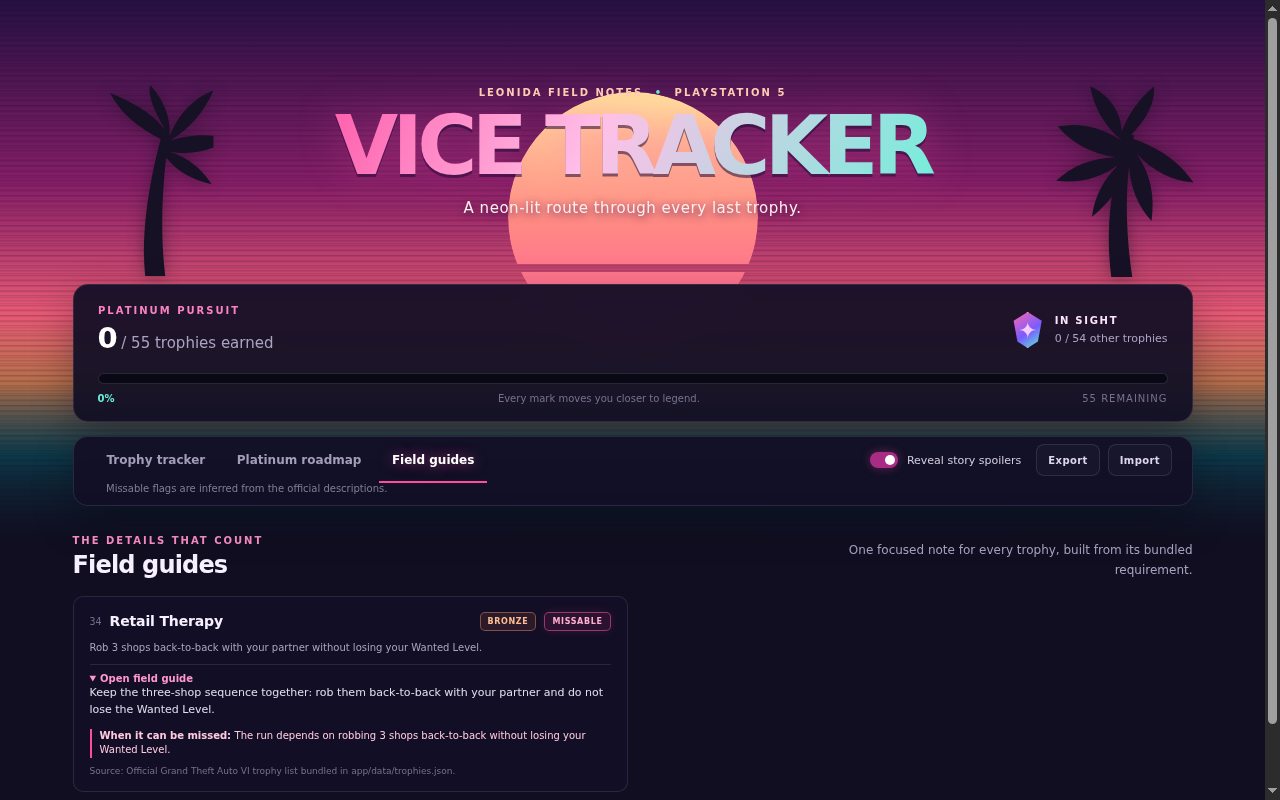 LEONIDA FIELD NOTES • PLAYSTATION 5
VICE TRACKER
A neon-lit route through every last trophy.
PLATINUM PURSUIT
0 / 55 trophies earned
IN SIGHT
0 / 54 other trophies
0%
Every mark moves you closer to legend.
55 REMAINING
Trophy tracker
Platinum roadmap
Field guides
Reveal story spoilers
Export
Import
Missable flags are inferred from the official descriptions.
THE DETAILS THAT COUNT
Field guides
One focused note for every trophy, built from its bundled
requirement.
34 Retail Therapy
BRONZE
MISSABLE
Rob 3 shops back-to-back with your partner without losing your Wanted Level.
▼ Open field guide
Keep the three-shop sequence together: rob them back-to-back with your partner and do not
lose the Wanted Level.
When it can be missed: The run depends on robbing 3 shops back-to-back without losing your
Wanted Level.
Source: Official Grand Theft Auto VI trophy list bundled in app/data/trophies.json.